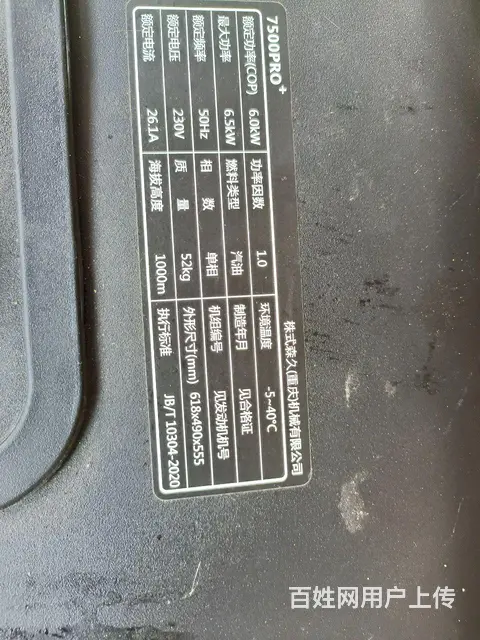 7500PRO+ 株式森久(重庆)机械有限公司
额定功率(COP) 6.0kW 功率因数 1.0 环境温度 -5~40℃
最大功率 6.5kW 燃料类型 汽油 制造年月 见合格证
额定频率 50Hz 相数 单相 机组编号 见发动机机号
额定电压 230V 质量 52kg 外形尺寸(mm) 618x490x555
额定电流 26.1A 海拔高度 1000m 执行标准 JB/T 10304-2020
百姓网用户上传